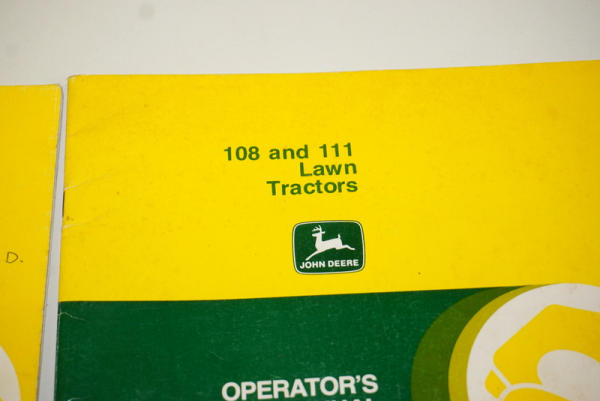 108 and 111
Lawn
Tractors
JOHN DEERE
D.
OPERATOR'S